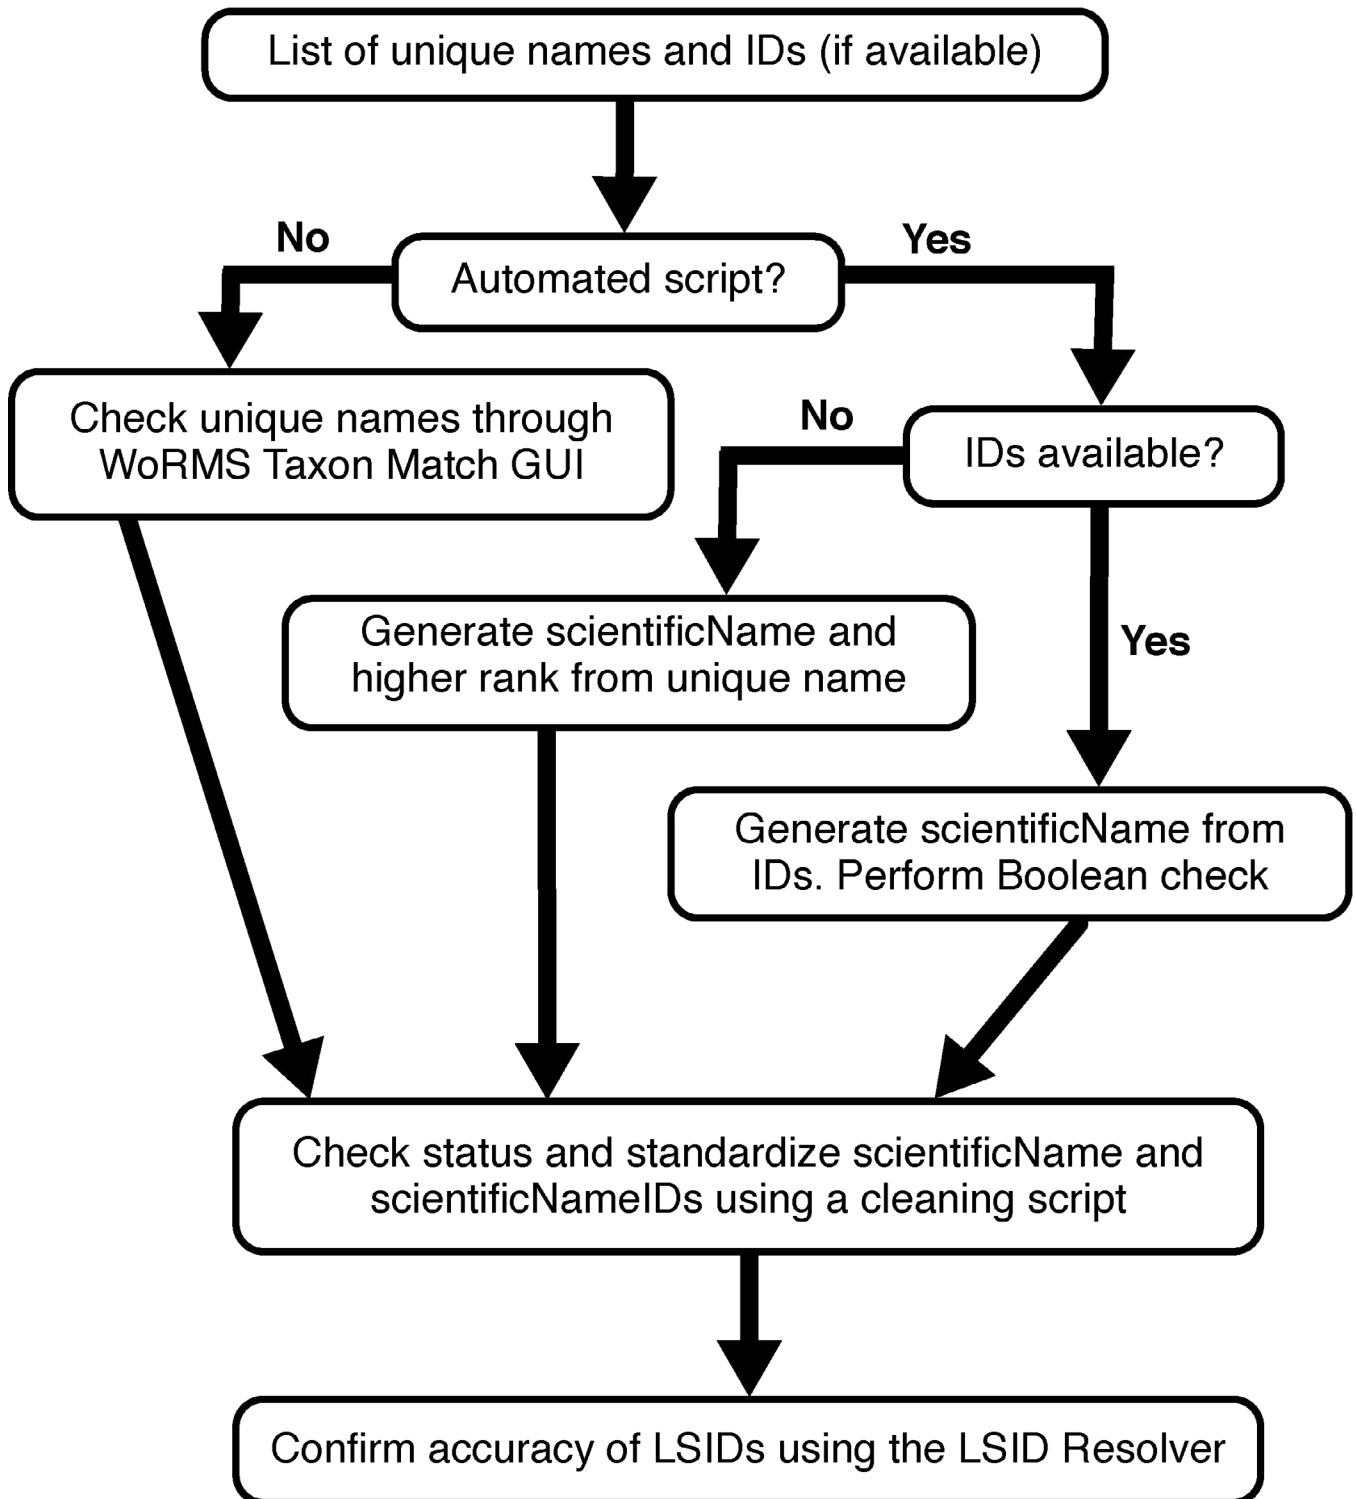 List of unique names and IDs (if available)
No
Yes
Automated script?
Check unique names through
WoRMS Taxon Match GUI
No
IDs available?
Generate scientificName and
higher rank from unique name
Yes
Generate scientificName from
IDs. Perform Boolean check
Check status and standardize scientificName and
scientificNameIDs using a cleaning script
Confirm accuracy of LSIDs using the LSID Resolver